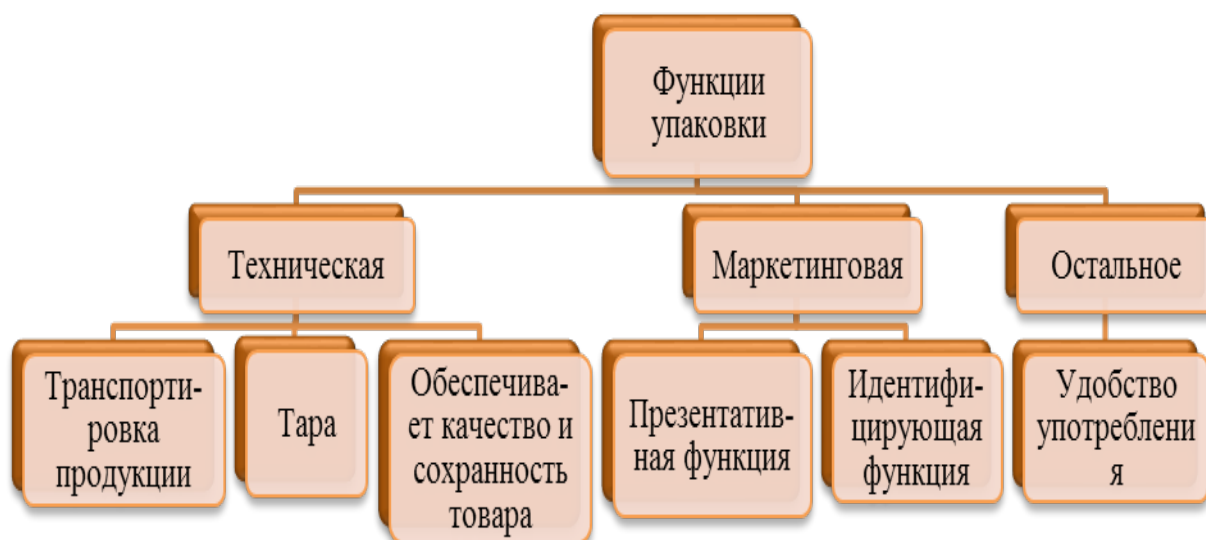 Функции
упаковки
Техническая
Маркетинговая
Остальное
Транспорти-
ровка
продукции
Тара
Обеспечива-
ет качество и
сохранность
товара
Презентатив-
ная функция
Идентифи-
цирующая
функция
Удобство
употреблени
я